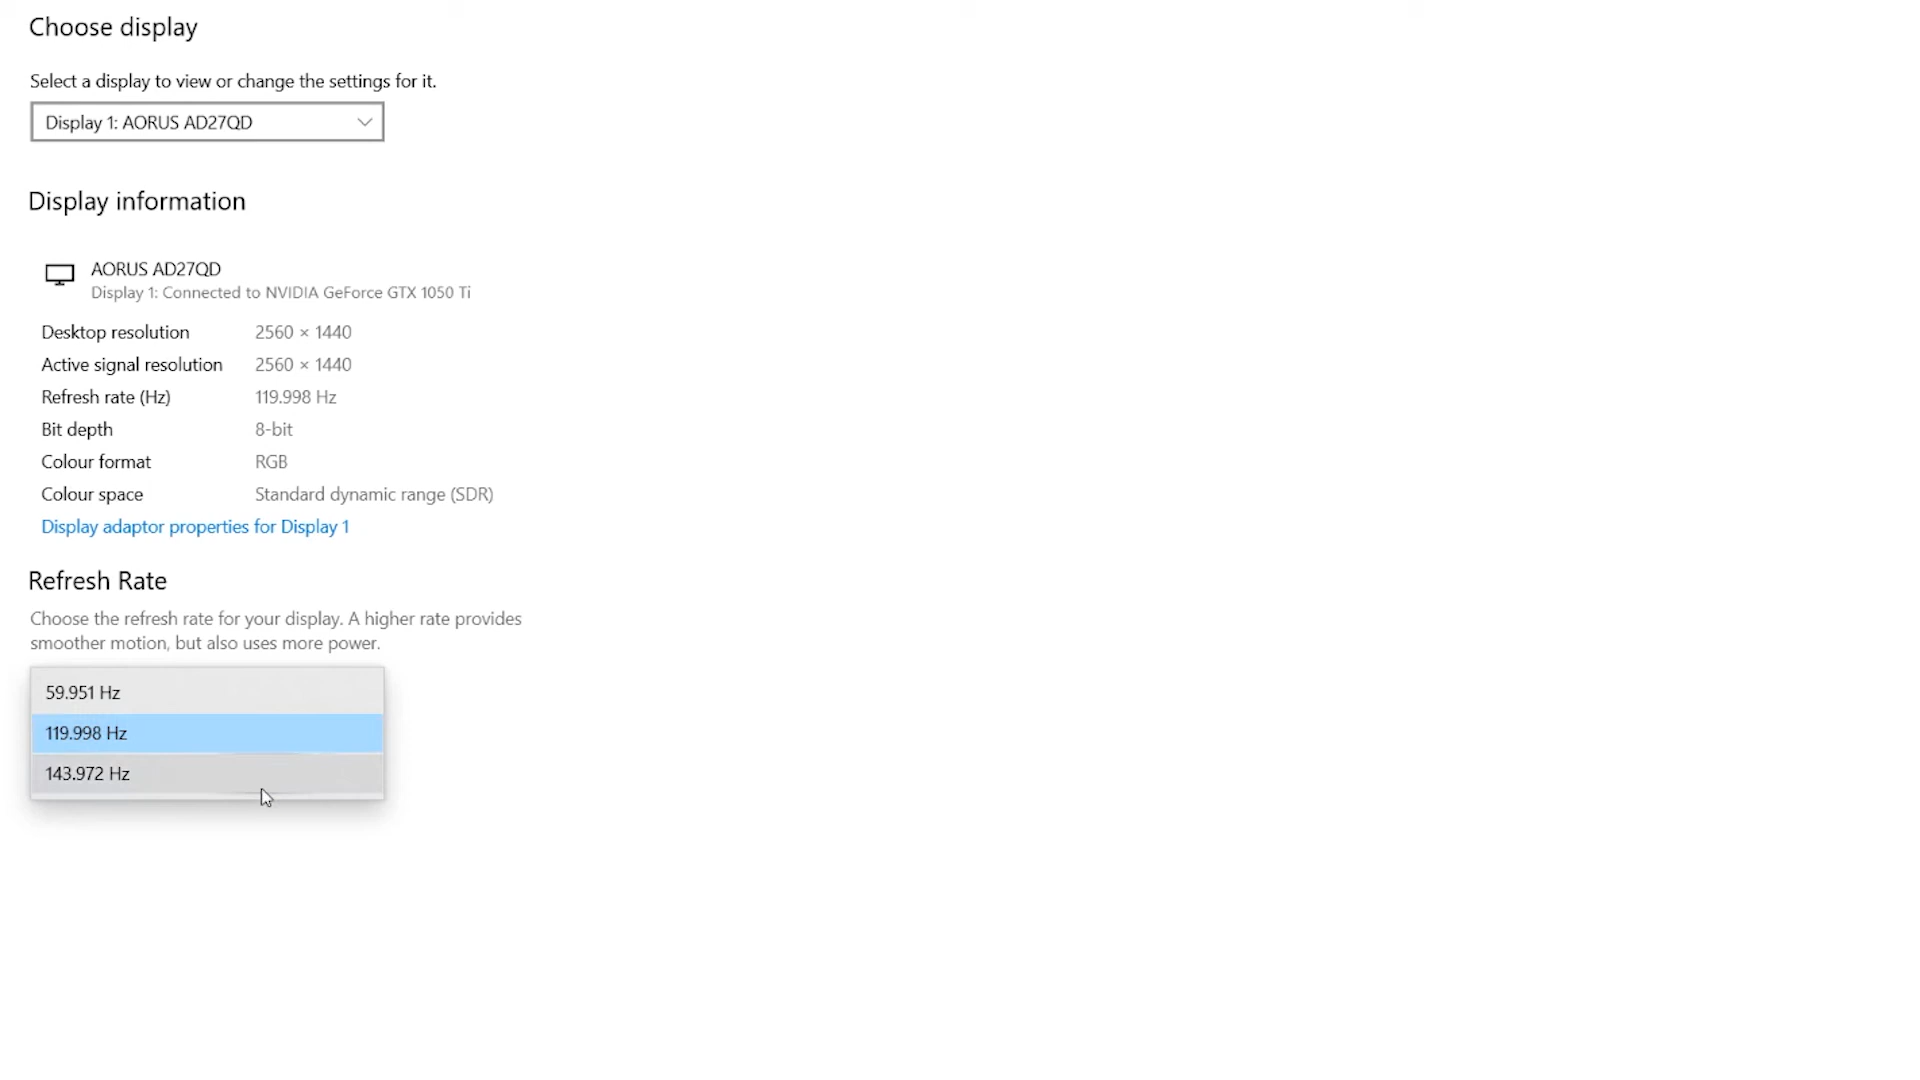 Choose display
Select a display to view or change the settings for it.
Display 1: AORUS AD27QD
Display information
AORUS AD27QD
Display 1: Connected to NVIDIA GeForce GTX 1050 Ti
Desktop resolution 2560 × 1440
Active signal resolution 2560 × 1440
Refresh rate (Hz) 119.998 Hz
Bit depth 8-bit
Colour format RGB
Colour space Standard dynamic range (SDR)
Display adaptor properties for Display 1
Refresh Rate
Choose the refresh rate for your display. A higher rate provides
smoother motion, but also uses more power.
59.951 Hz
119.998 Hz
143.972 Hz